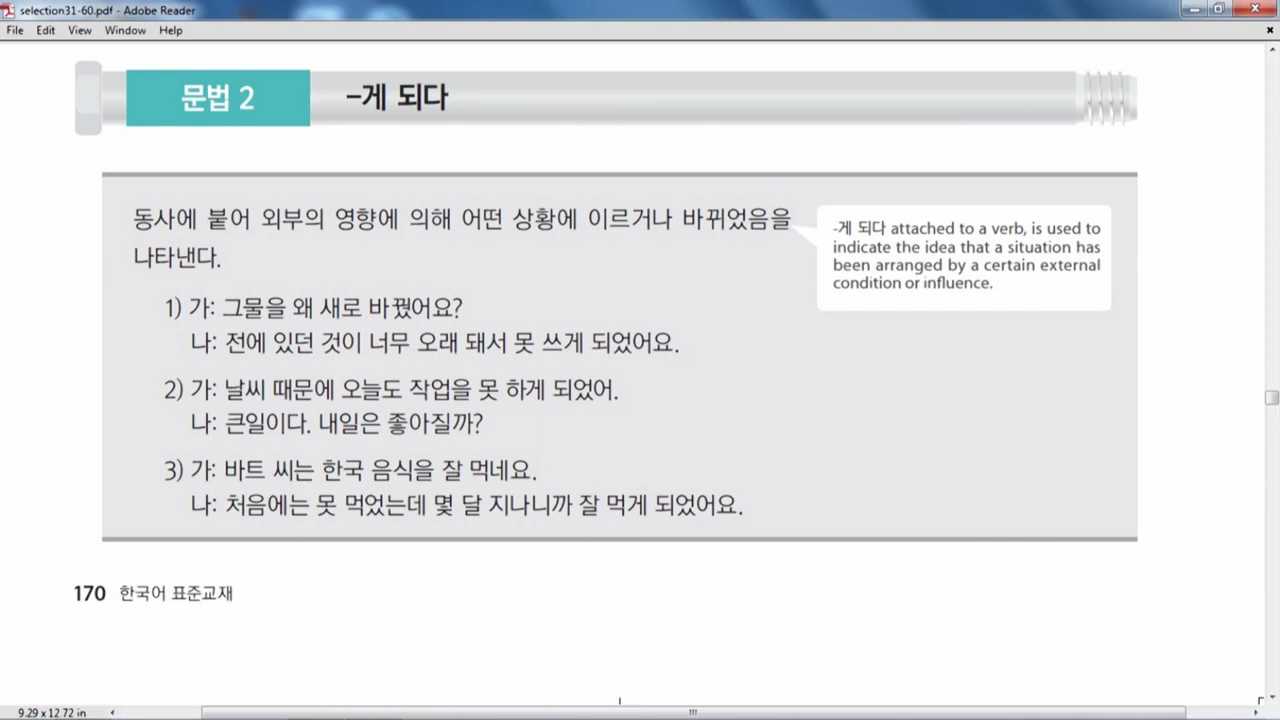 selection31-60.pdf - Adobe Reader
File Edit View Window Help
문법 2 -게 되다
동사에 붙어 외부의 영향에 의해 어떤 상황에 이르거나 바뀌었음을
나타낸다.
-게 되다 attached to a verb, is used to
indicate the idea that a situation has
been arranged by a certain external
condition or influence.
1) 가: 그물을 왜 새로 바꿨어요?
나: 전에 있던 것이 너무 오래 돼서 못 쓰게 되었어요.
2) 가: 날씨 때문에 오늘도 작업을 못 하게 되었어.
나: 큰일이다. 내일은 좋아질까?
3) 가: 바트 씨는 한국 음식을 잘 먹네요.
나: 처음에는 못 먹었는데 몇 달 지나니까 잘 먹게 되었어요.
170 한국어 표준교재
9.29 x 12.72 in